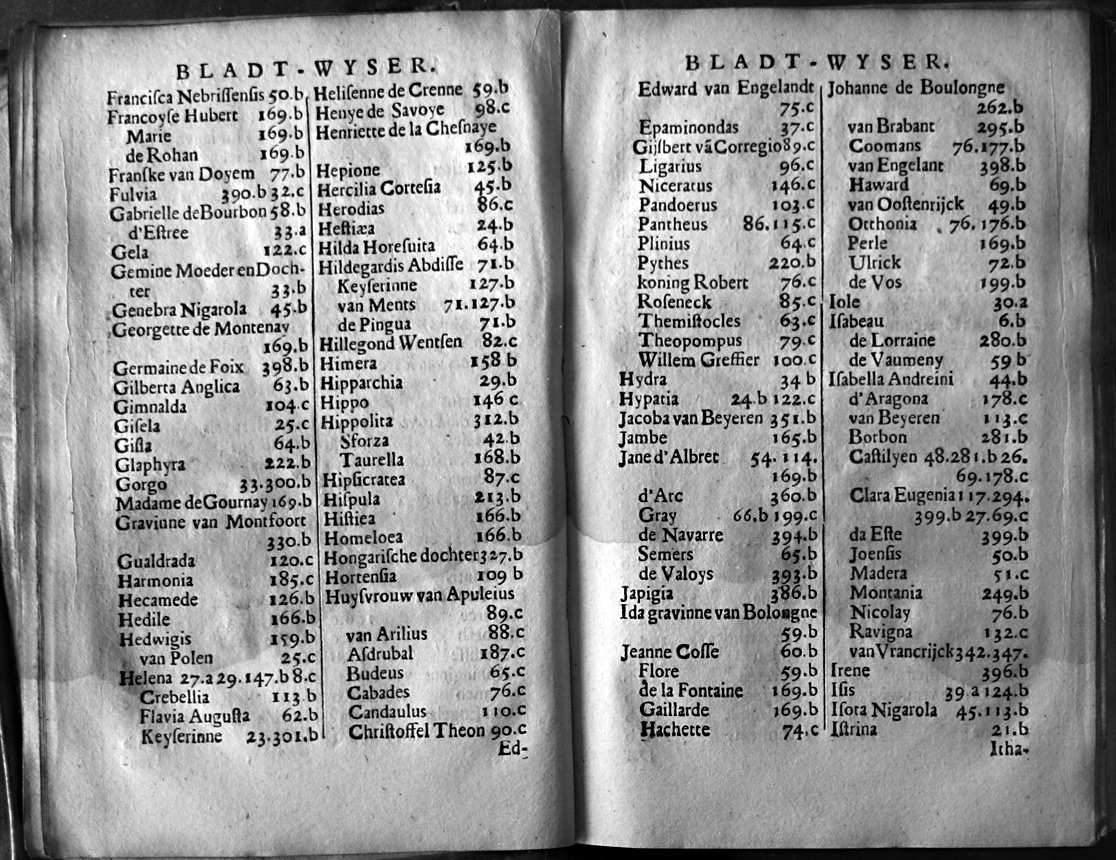 BLADT-WYSER.
Franciſca Nebriſſenſis 50.b
Francoyſe Hubert 169.b
Marie 169.b
de Rohan 169.b
Franſke van Doyem 77.b
Fulvia 390.b 32.c
Gabrielle de Bourbon 58.b
d'Eſtree 33.a
Gela 122.c
Gemine Moeder en Doch-
ter 33.b
Genebra Nigarola 45.b
Georgette de Montenay
169.b
Germaine de Foix 398.b
Gilberta Anglica 63.b
Gimnalda 104.c
Giſela 25.c
Giſla 64.b
Glaphyra 222.b
Gorgo 33.300.b
Madame de Gournay 169.b
Gravinne van Montfoort
330.b
Gualdrada 120.c
Harmonia 185.c
Hecamede 126.b
Hedile 166.b
Hedwigis 159.b
van Polen 25.c
Helena 27.a 29.147.b 8.c
Crebellia 113.b
Flavia Auguſta 62.b
Keyſerinne 23.301.b
Heliſenne de Crenne 59.b
Henye de Savoye 98.c
Henriette de la Cheſnaye
169.b
Hepione 125.b
Hercilia Corteſia 45.b
Herodias 86.c
Heſtiæa 24.b
Hilda Horeſuita 64.b
Hildegardis Abdiſſe 71.b
Keyſerinne 127.b
van Ments 71.127.b
de Pingua 71.b
Hillegond Wentſen 82.c
Himera 158 b
Hipparchia 29.b
Hippo 146 c
Hippolita 312.b
Sforza 42.b
Taurella 168.b
Hipſicratea 87.c
Hiſpula 213.b
Hiſtiea 166.b
Homeloea 166.b
Hongariſche dochter 327.b
Hortenſia 109 b
Huyſvrouw van Apuleius
89.c
van Arilius 88.c
Aſdrubal 187.c
Budeus 65.c
Cabades 76.c
Candaulus 110.c
Chriſtoffel Theon 90.c
Ed-
BLADT-WYSER.
Edward van Engelandt
75.c
Epaminondas 37.c
Gijſbert vã Corregio 89.c
Ligarius 96.c
Niceratus 146.c
Pandoerus 103.c
Pantheus 86.115.c
Plinius 64.c
Pythes 220.b
koning Robert 76.c
Roſeneck 85.c
Themiſtocles 63.c
Theopompus 79.c
Willem Greffier 100.c
Hydra 34 b
Hypatia 24.b 122.c
Jacoba van Beyeren 351.b
Jambe 165.b
Jane d'Albret 54.114.
169.b
d'Arc 360.b
Gray 66.b 199.c
de Navarre 394.b
Semers 65.b
de Valoys 393.b
Japigia 386.b
Ida gravinne van Bolongne
59.b
Jeanne Coſſe 60.b
Flore 59.b
de la Fontaine 169.b
Gaillarde 169.b
Hachette 74.c
Johanne de Boulongne
262.b
van Brabant 295.b
Coomans 76.177.b
van Engelant 398.b
Haward 69.b
van Ooſtenrijck 49.b
Otthonia 76.176.b
Perle 169.b
Ulrick 72.b
de Vos 199.b
Iole 30.a
Iſabeau 6.b
de Lorraine 280.b
de Vaumeny 59 b
Iſabella Andreini 44.b
d'Aragona 178.c
van Beyeren 113.c
Borbon 281.b
Caſtilyen 48.281.b 26.
69.178.c
Clara Eugenia 117.294.
399.b 27.69.c
da Eſte 399.b
Joenſis 50.b
Madera 51.c
Montania 249.b
Nicolay 76.b
Ravigna 132.c
van Vrancrijck 342.347.
Irene 396.b
Iſis 39 a 124.b
Iſota Nigarola 45.113.b
Iſtrina 21.b
Itha-